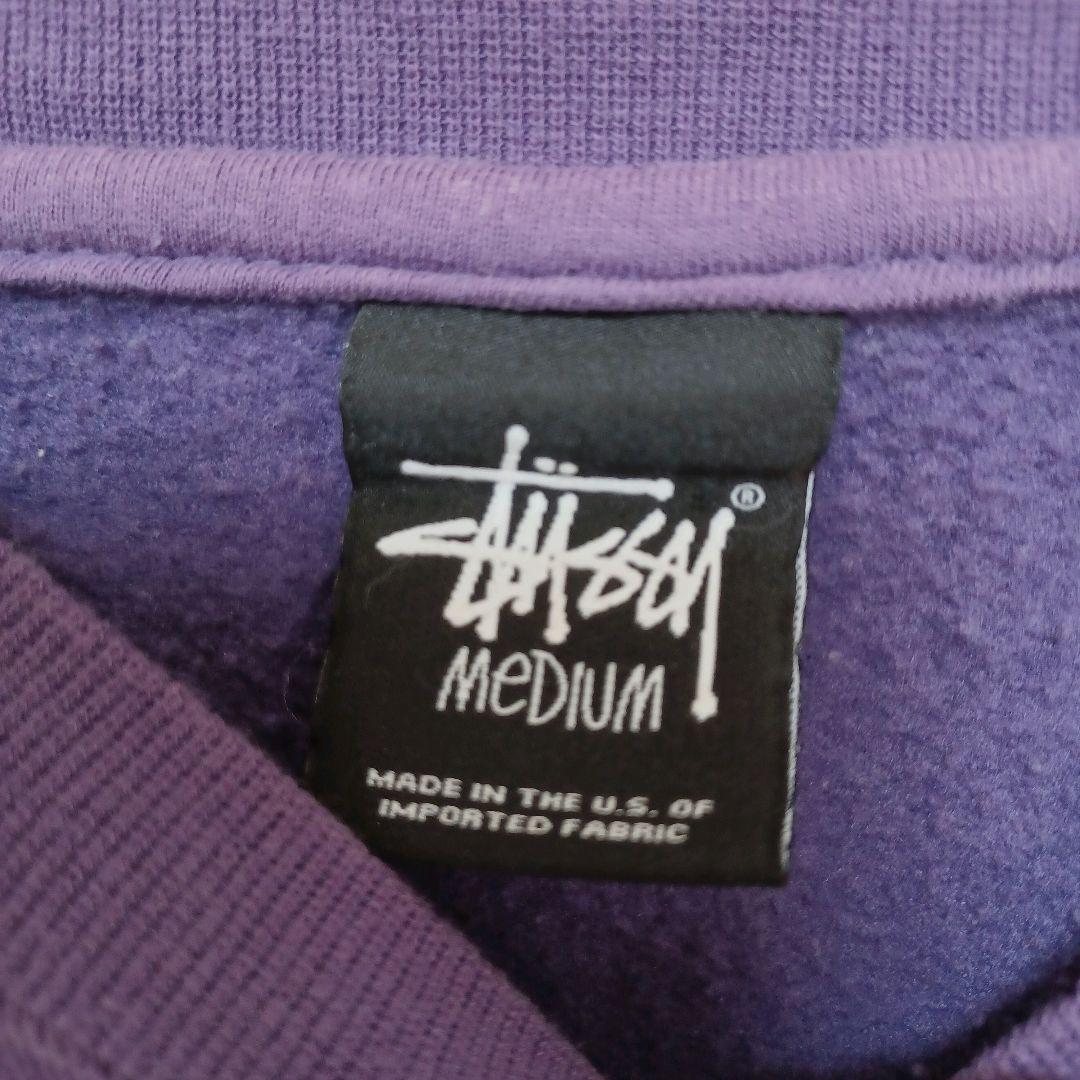 Stüssy ®
MeDIUM
MADE IN THE U.S. OF
IMPORTED FABRIC